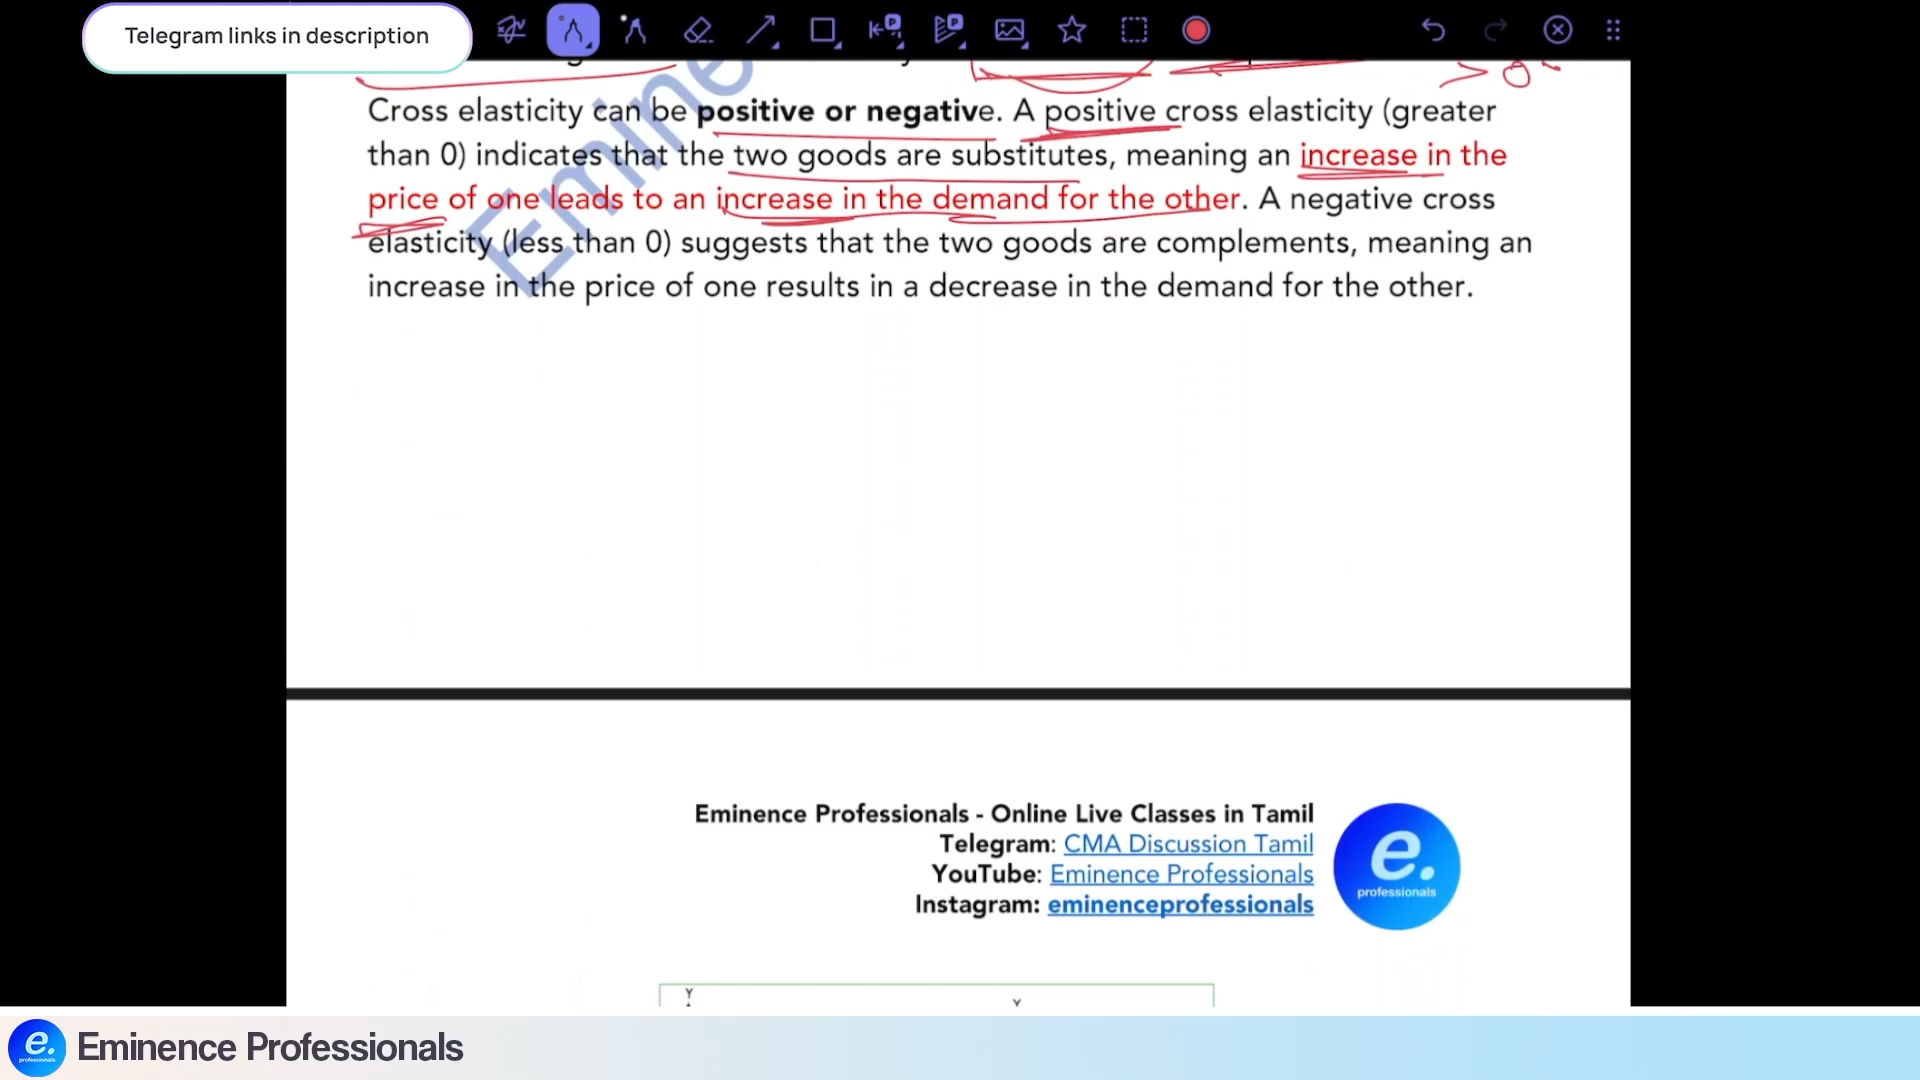 Telegram links in description
Cross elasticity can be positive or negative. A positive cross elasticity (greater
than 0) indicates that the two goods are substitutes, meaning an increase in the
price of one leads to an increase in the demand for the other. A negative cross
elasticity (less than 0) suggests that the two goods are complements, meaning an
increase in the price of one results in a decrease in the demand for the other.
Emine
Eminence Professionals - Online Live Classes in Tamil
Telegram: CMA Discussion Tamil
YouTube: Eminence Professionals
Instagram: eminenceprofessionals
e.
professionals
Y
Y
e.
professionals
Eminence Professionals